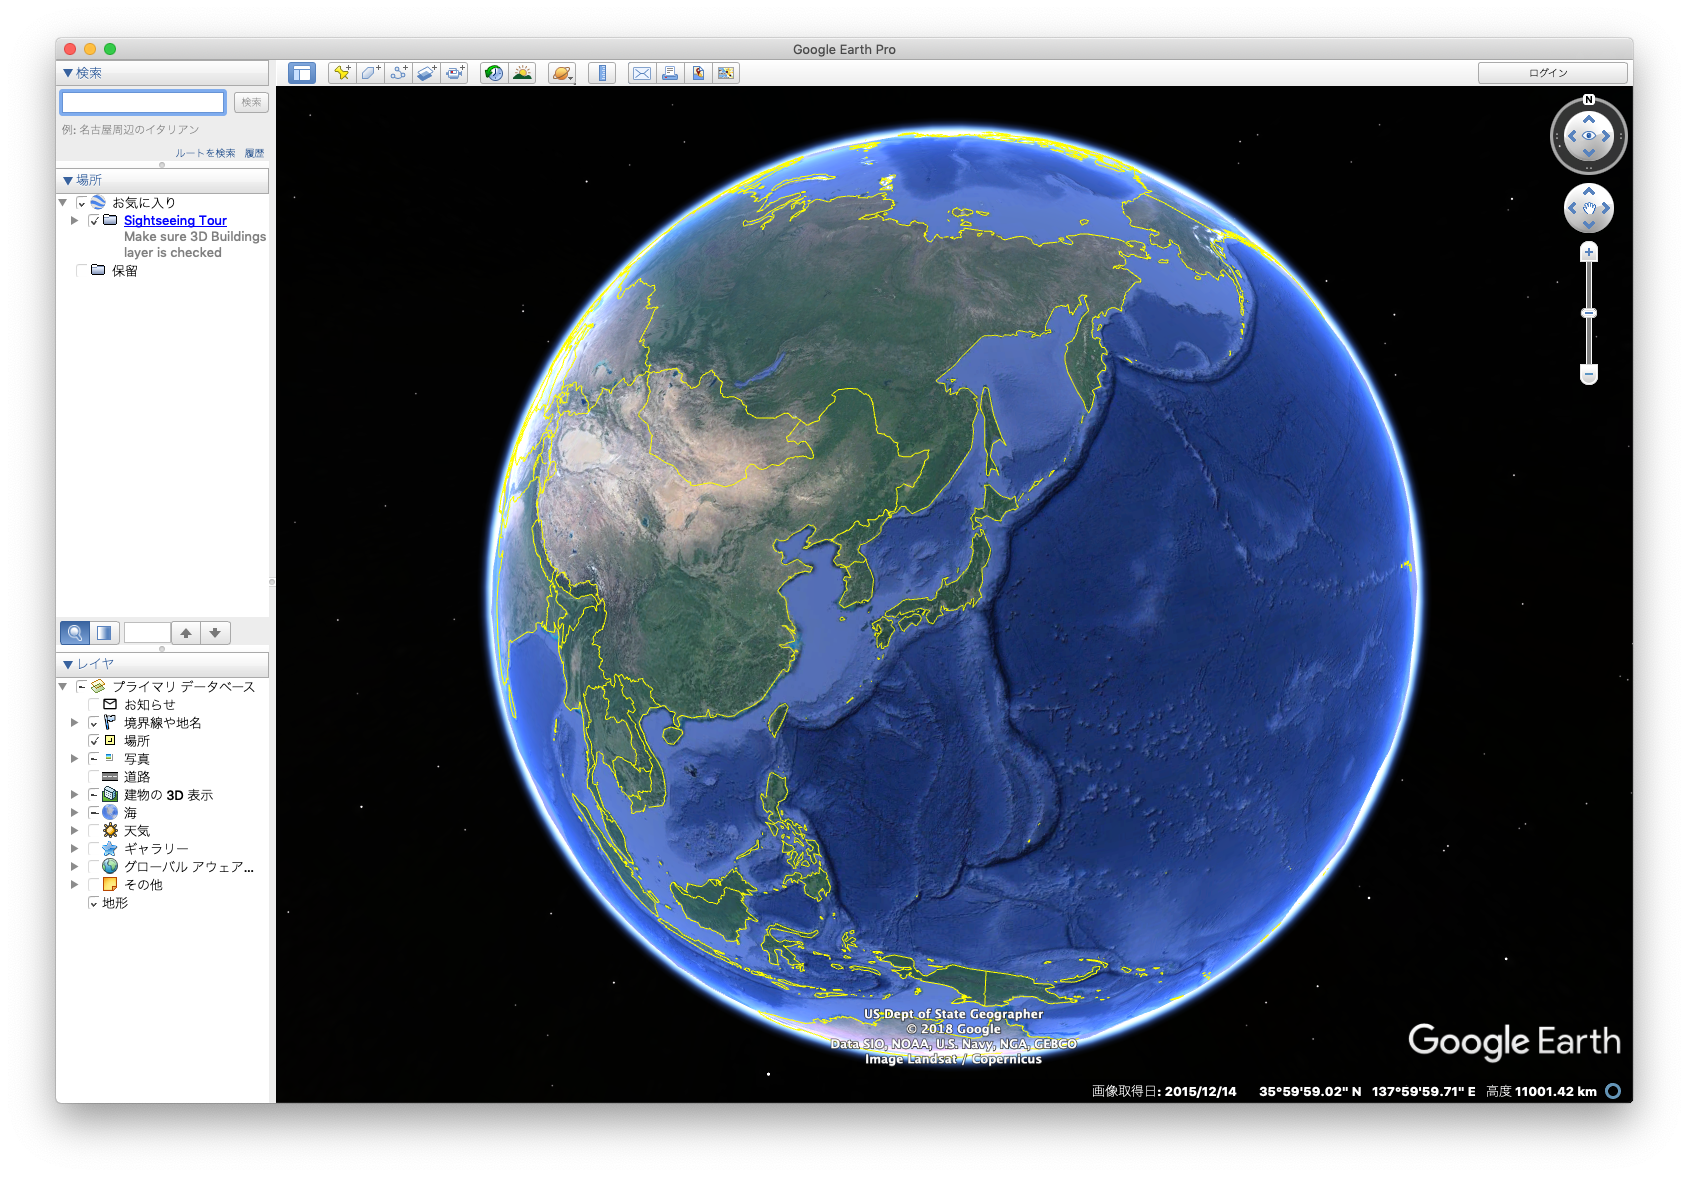 Google Earth Pro
検索
検索
例: 名古屋周辺のイタリアン
ルートを検索 履歴
場所
お気に入り
Sightseeing Tour
Make sure 3D Buildings
layer is checked
保留
レイヤ
プライマリ データベース
お知らせ
境界線や地名
場所
写真
道路
建物の 3D 表示
海
天気
ギャラリー
グローバル アウェア...
その他
地形
ログイン
N
US Dept of State Geographer
© 2018 Google
Data SIO, NOAA, U.S. Navy, NGA, GEBCO
Image Landsat / Copernicus
Google Earth
画像取得日: 2015/12/14 35°59'59.02" N 137°59'59.71" E 高度 11001.42 km